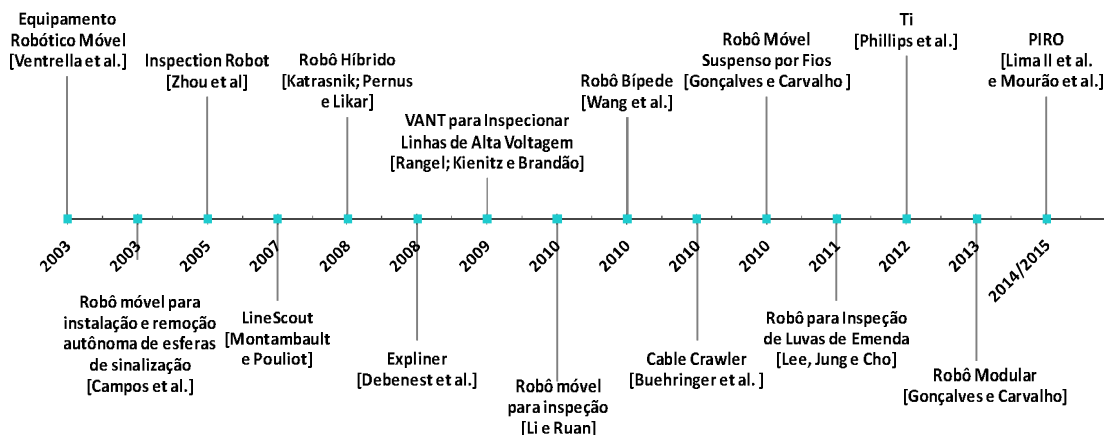 Equipamento
Robótico Móvel
[Ventrella et al.]
Inspection Robot
[Zhou et al]
Robô Híbrido
[Katrasnik; Pernus
e Likar]
VANT para Inspecionar
Linhas de Alta Voltagem
[Rangel; Kienitz e Brandão]
Robô Bípede
[Wang et al.]
Robô Móvel
Suspenso por Fios
[Gonçalves e Carvalho ]
Ti
[Phillips et al.]
PIRO
[Lima II et al.
e Mourão et al.]
2003
2003
2005
2007
2008
2008
2009
2010
2010
2010
2010
2011
2012
2013
2014/2015
Robô móvel para
instalação e remoção
autônoma de esferas
de sinalização
[Campos et al.]
LineScout
[Montambault
e Pouliot]
Expliner
[Debenest et al.]
Robô móvel
para inspeção
[Li e Ruan]
Cable Crawler
[Buehringer et al. ]
Robô para Inspeção
de Luvas de Emenda
[Lee, Jung e Cho]
Robô Modular
[Gonçalves e Carvalho]